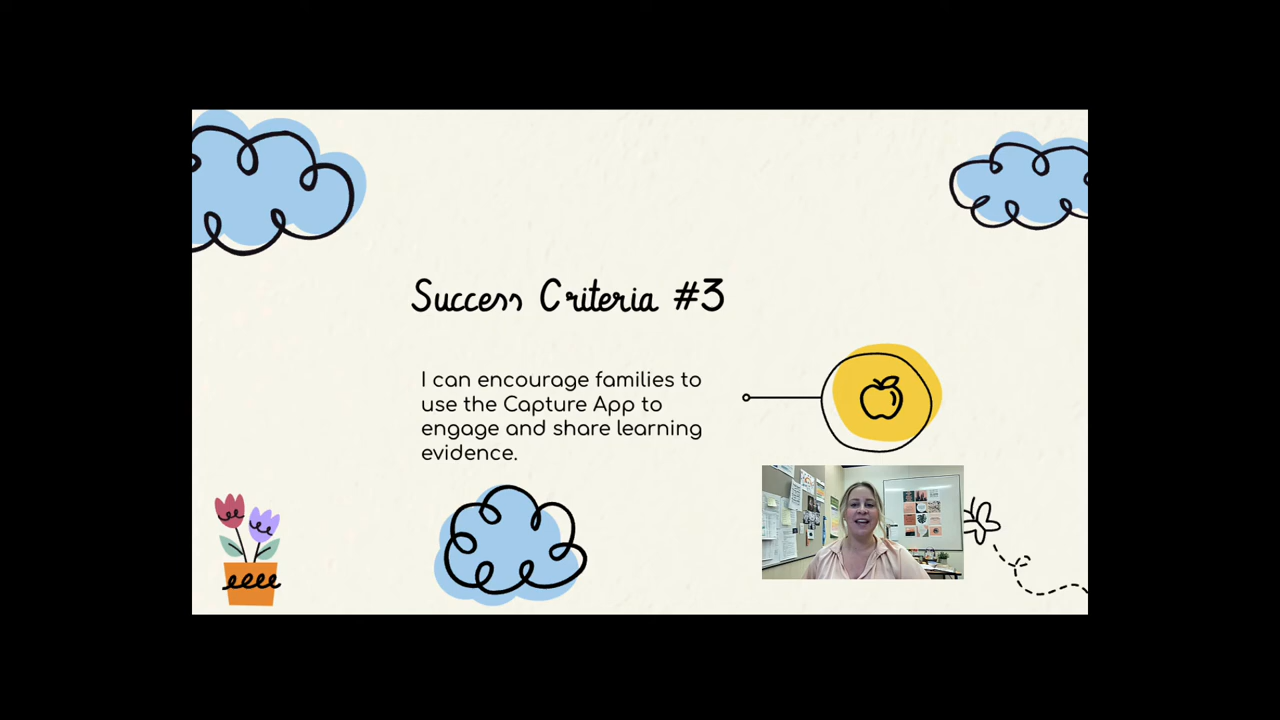 Success Criteria #3
I can encourage families to
use the Capture App to
engage and share learning
evidence.